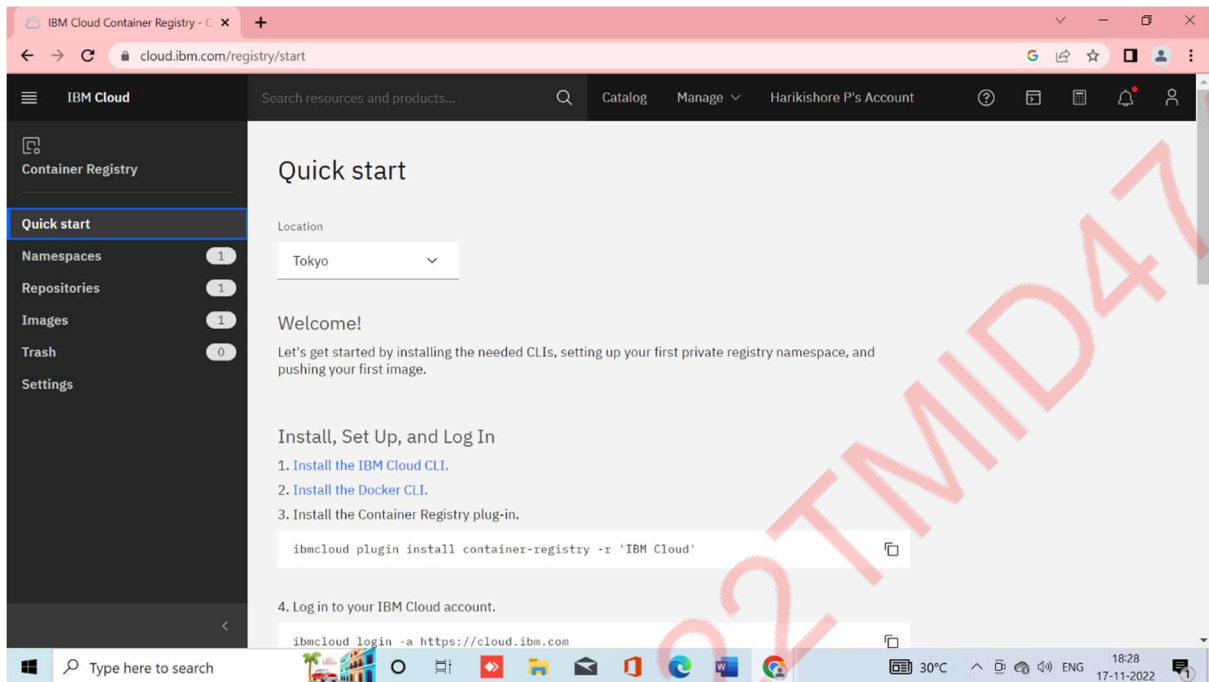 IBM Cloud Container Registry - C
cloud.ibm.com/registry/start
IBM Cloud
Search resources and products...
Catalog
Manage
Harikishore P's Account
Container Registry
Quick start
Namespaces 1
Repositories 1
Images 1
Trash 0
Settings
Quick start
Location
Tokyo
Welcome!
Let's get started by installing the needed CLIs, setting up your first private registry namespace, and
pushing your first image.
Install, Set Up, and Log In
1. Install the IBM Cloud CLI.
2. Install the Docker CLI.
3. Install the Container Registry plug-in.
ibmcloud plugin install container-registry -r 'IBM Cloud'
4. Log in to your IBM Cloud account.
ibmcloud login -a https://cloud.ibm.com
Type here to search
30°C
ENG
18:28
17-11-2022
1
22TMID47